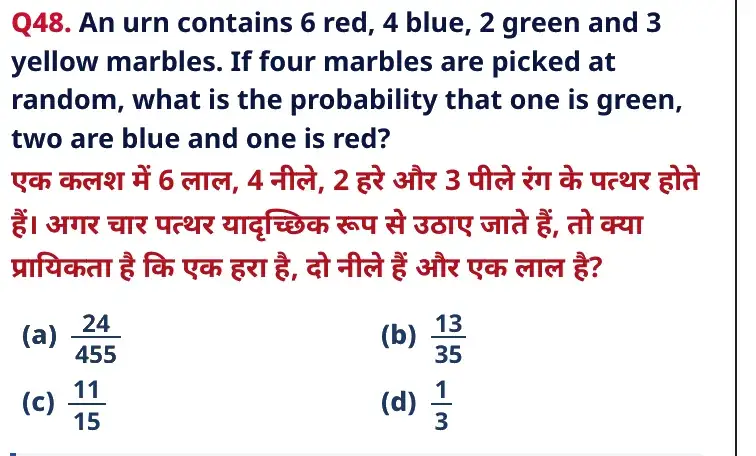 Q48. An urn contains 6 red, 4 blue, 2 green and 3
yellow marbles. If four marbles are picked at
random, what is the probability that one is green,
two are blue and one is red?
एक कलश में 6 लाल, 4 नीले, 2 हरे और 3 पीले रंग के पत्थर होते
हैं। अगर चार पत्थर यादृच्छिक रूप से उठाए जाते हैं, तो क्या
प्रायिकता है कि एक हरा है, दो नीले हैं और एक लाल है?
(a) 24/455 (b) 13/35
(c) 11/15 (d) 1/3